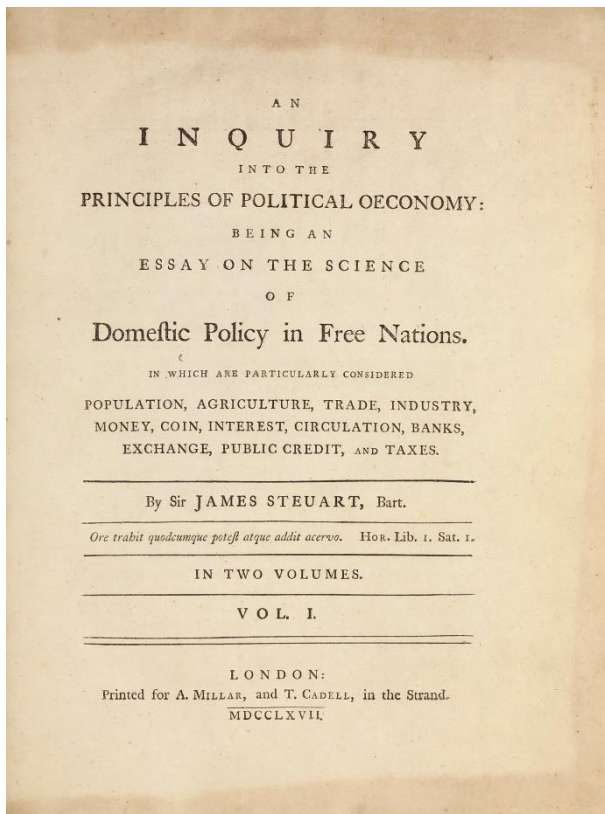 AN
INQUIRY
INTO THE
PRINCIPLES OF POLITICAL OECONOMY:
BEING AN
ESSAY ON THE SCIENCE
OF
Domeſtic Policy in Free Nations.
IN WHICH ARE PARTICULARLY CONSIDERED
POPULATION, AGRICULTURE, TRADE, INDUSTRY,
MONEY, COIN, INTEREST, CIRCULATION, BANKS,
EXCHANGE, PUBLIC CREDIT, AND TAXES.
By Sir JAMES STEUART, Bart.
Ore trahit quodcumque poteſt atque addit acervo. HOR. Lib. 1. Sat. 1.
IN TWO VOLUMES.
VOL. I.
LONDON:
Printed for A. MILLAR, and T. CADELL, in the Strand.
MDCCLXVII.